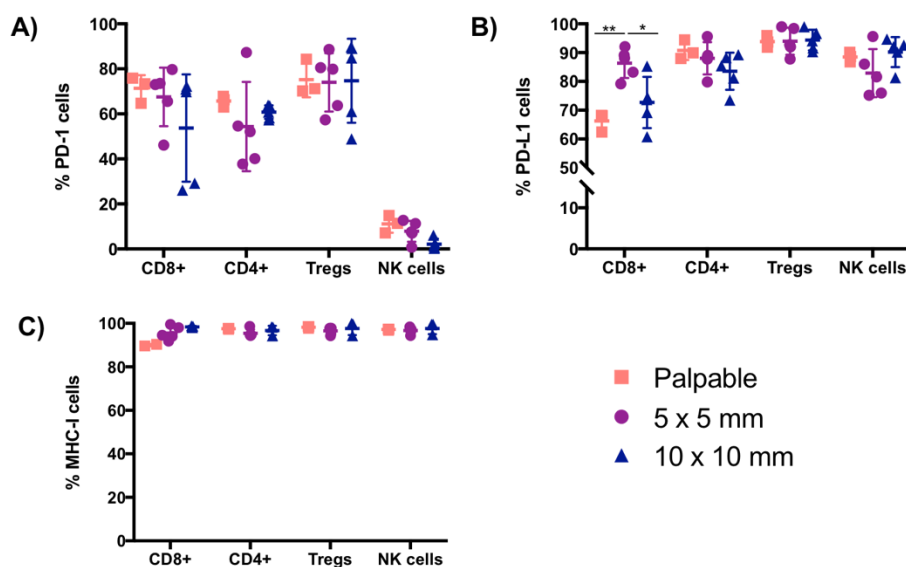 A)
% PD-1 cells
100
80
60
40
20
0
CD8+ CD4+ Tregs NK cells
B)
% PD-L1 cells
100
90
80
70
60
50
10
0
** *
CD8+ CD4+ Tregs NK cells
C)
% MHC-I cells
100
80
60
40
20
0
CD8+ CD4+ Tregs NK cells
Palpable
5 x 5 mm
10 x 10 mm